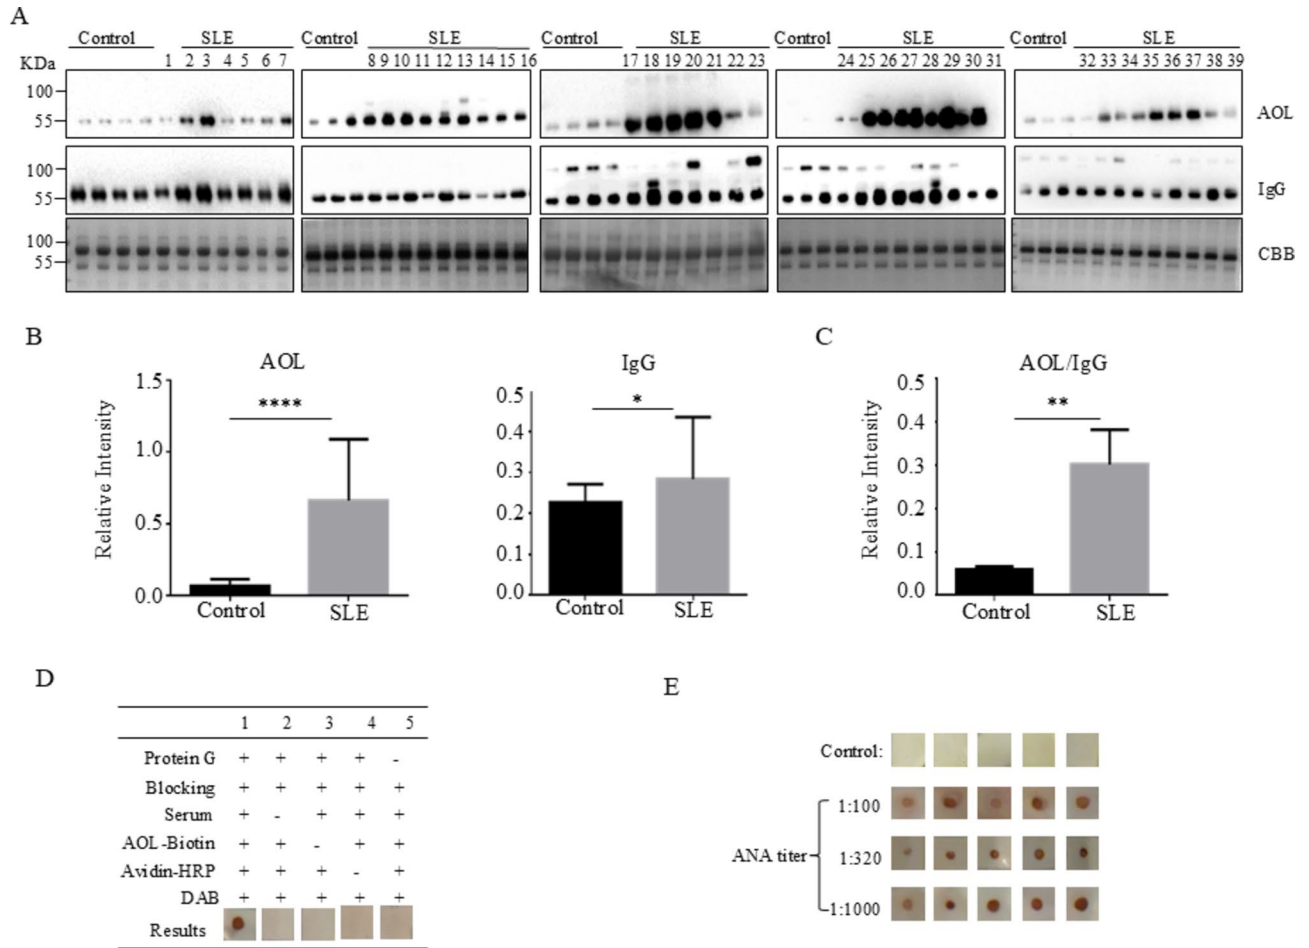 A
Control SLE Control SLE Control SLE Control SLE Control SLE
KDa 1 2 3 4 5 6 7 8 9 10 11 12 13 14 15 16 17 18 19 20 21 22 23 24 25 26 27 28 29 30 31 32 33 34 35 36 37 38 39
100
55 AOL
100
55 IgG
100
55 CBB
B C
AOL IgG AOL/IgG
Relative Intensity
1.5
1.0
0.5
0.0
****
Control SLE
0.5
0.4
0.3
0.2
0.1
0.0
*
Control SLE
Relative Intensity
0.5
0.4
0.3
0.2
0.1
0.0
**
Control SLE
D
1 2 3 4 5
Protein G + + + + -
Blocking + + + + +
Serum + - + + +
AOL-Biotin + + - + +
Avidin-HRP + + + - +
DAB + + + + +
Results
E
Control:
ANA titer
1:100
1:320
1:1000